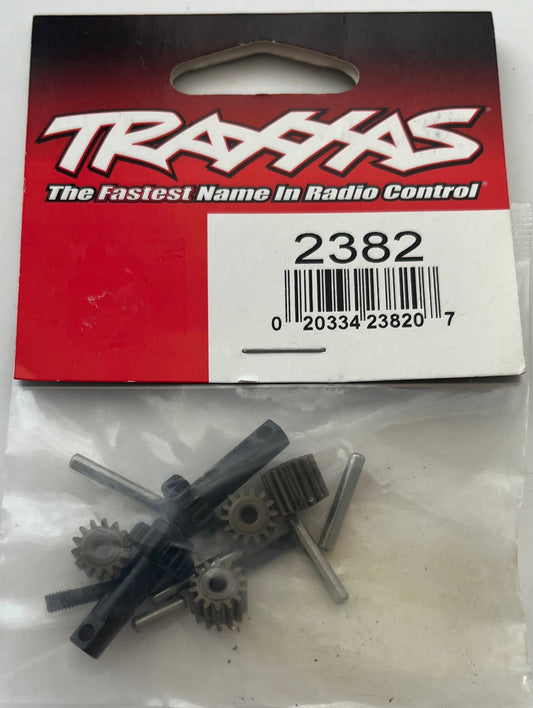 TRAXXAS
The Fastest Name In Radio Control
2382
0 20334 23820 7